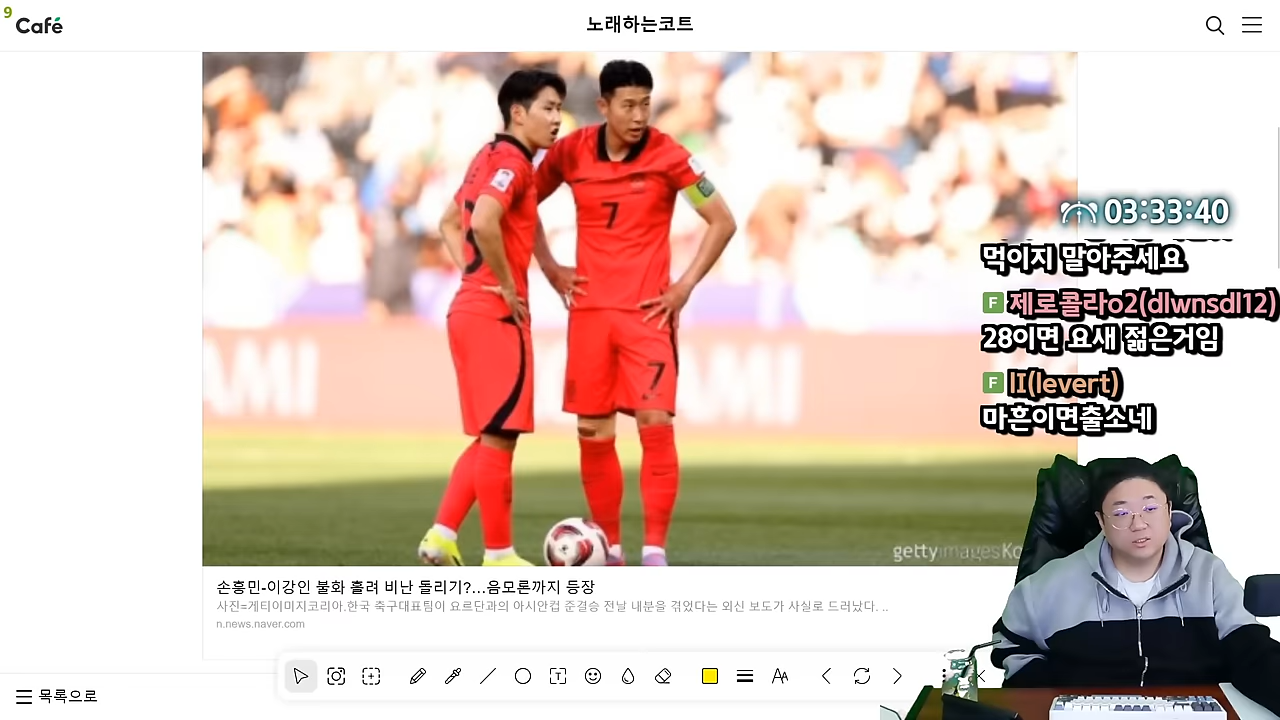 9
Café
노래하는코트
03:33:40
먹이지 말아주세요
F 제로콜라o2(dlwnsdl12)
28이면 요새 젊은거임
F lI(levert)
마흔이면출소네
7
7
AMI
gettyimagesKo
손흥민-이강인 불화 흘려 비난 돌리기?...음모론까지 등장
사진=게티이미지코리아.한국 축구대표팀이 요르단과의 아시안컵 준결승 전날 내분을 겪었다는 외신 보도가 사실로 드러났다. ..
n.news.naver.com
목록으로